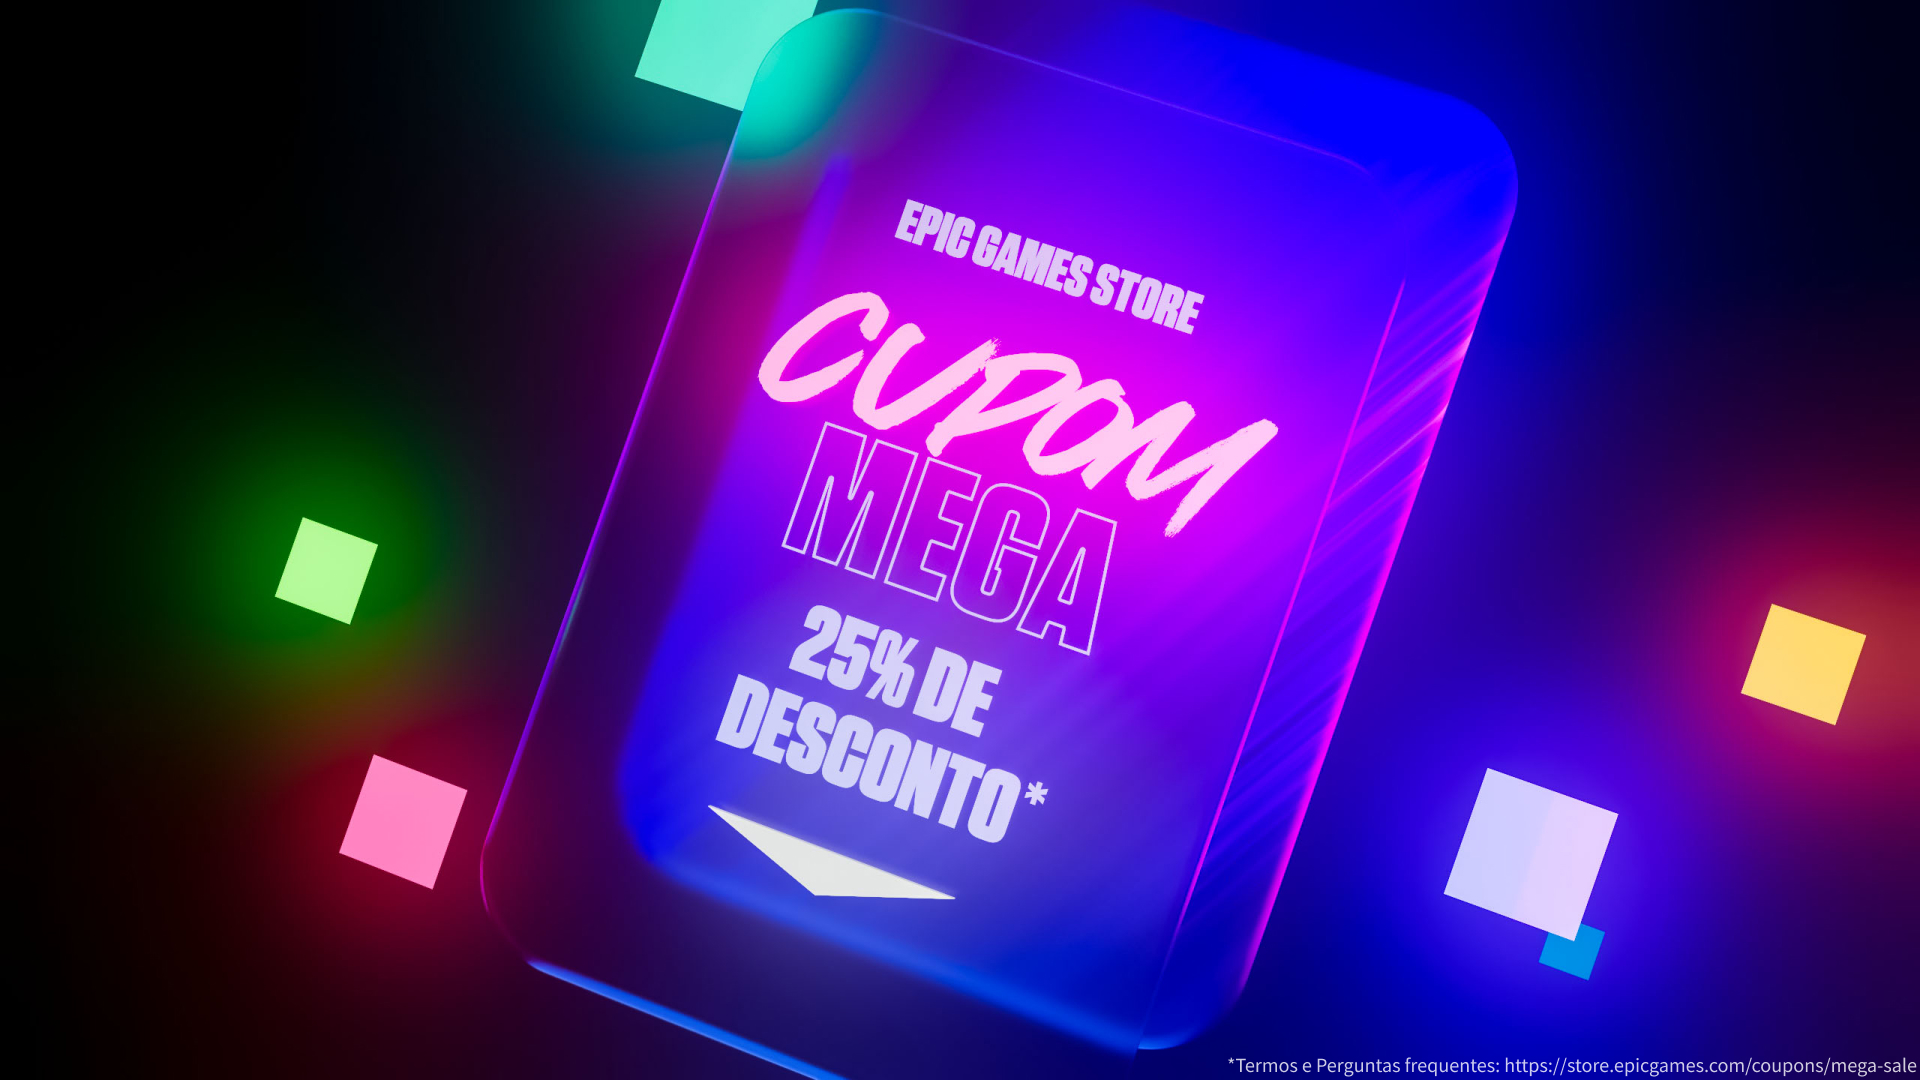 EPIC GAMES STORE
CUPOM
MEGA
25% DE
DESCONTO*
*Termos e Perguntas frequentes: https://store.epicgames.com/coupons/mega-sale